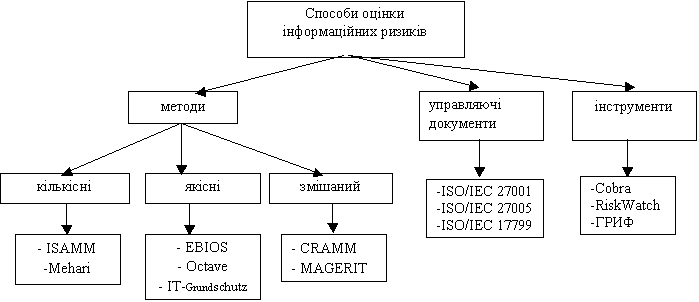 Способи оцінки
інформаційних ризиків
методи
управляючі
документи
інструменти
кількісні
якісні
змішаний
-ISO/IEC 27001
-ISO/IEC 27005
-ISO/IEC 17799
-Cobra
-RiskWatch
-ГРИФ
- ISAMM
-Mehari
- EBIOS
- Octave
- IT-Grundschutz
- CRAMM
- MAGERIT